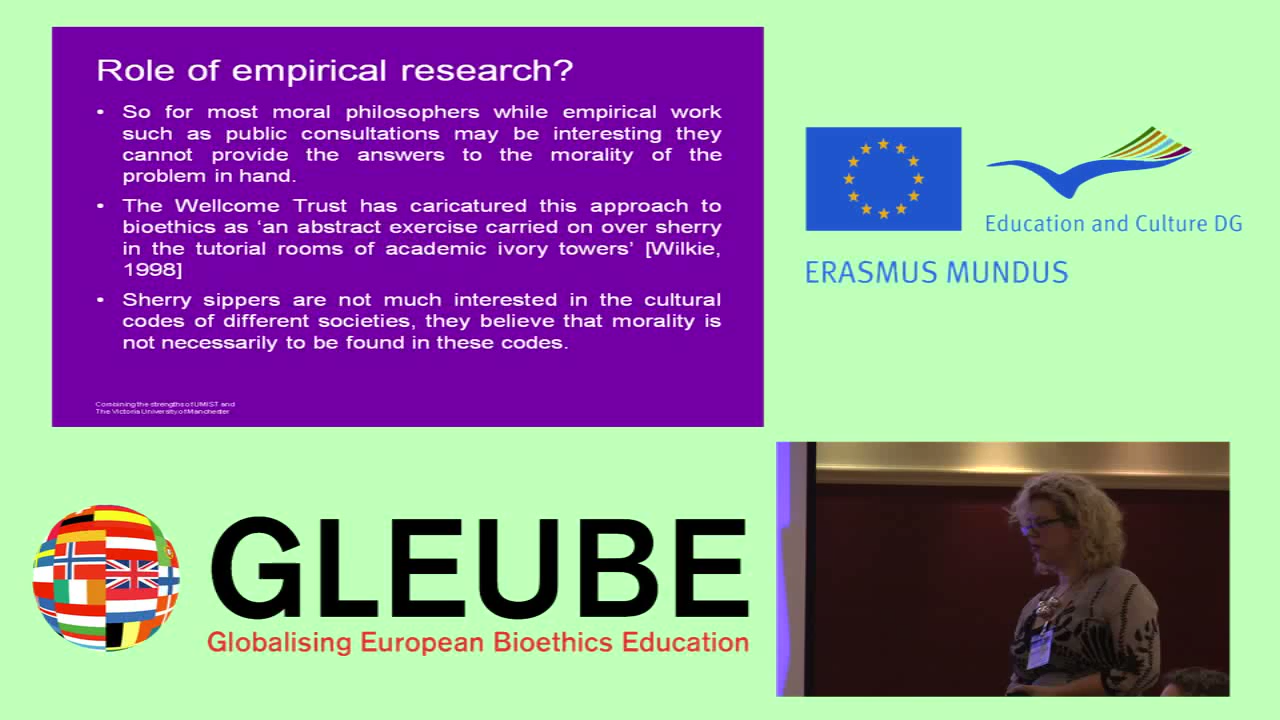 Role of empirical research?
• So for most moral philosophers while empirical work
such as public consultations may be interesting they
cannot provide the answers to the morality of the
problem in hand.
• The Wellcome Trust has caricatured this approach to
bioethics as ‘an abstract exercise carried on over sherry
in the tutorial rooms of academic ivory towers’ [Wilkie,
1998]
• Sherry sippers are not much interested in the cultural
codes of different societies, they believe that morality is
not necessarily to be found in these codes.
Combining the strengths of UMIST and
The Victoria University of Manchester
Education and Culture DG
ERASMUS MUNDUS
GLEUBE
Globalising European Bioethics Education